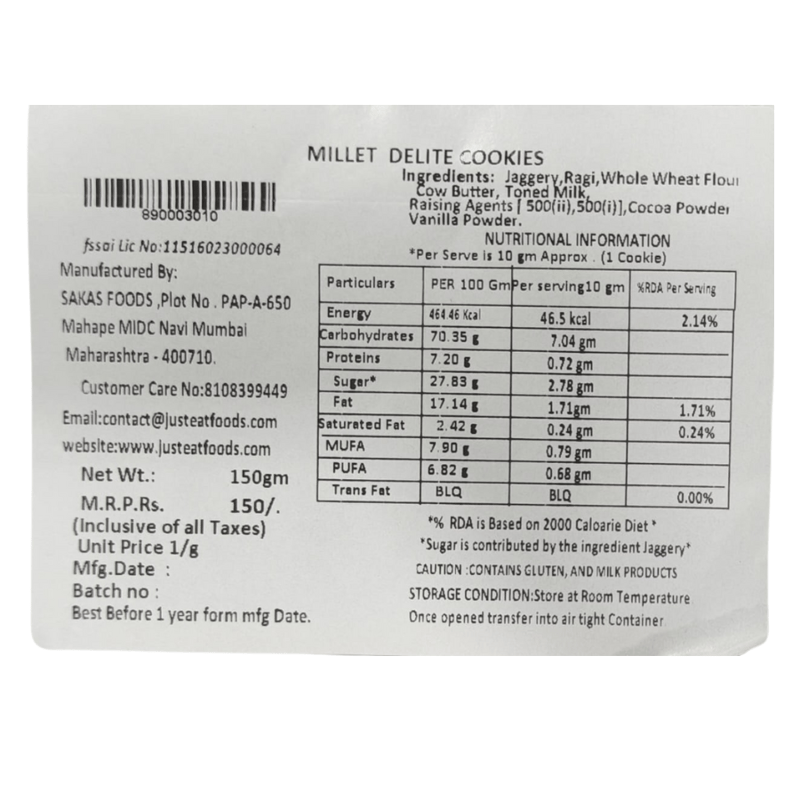 MILLET DELITE COOKIES
Ingredients: Jaggery,Ragi,Whole Wheat Flour
Cow Butter, Toned Milk,
Raising Agents [ 500(ii),500(i)],Cocoa Powder
Vanilla Powder.
890003010
fssai Lic No:11516023000064
Manufactured By:
SAKAS FOODS ,Plot No . PAP-A-650
Mahape MIDC Navi Mumbai
Maharastra - 400710.
Customer Care No:8108399449
Email:contact@justeatfoods.com
website:www.justeatfoods.com
Net Wt.: 150gm
M.R.P.Rs. 150/.
(Inclusive of all Taxes)
Unit Price 1/g
Mfg.Date :
Batch no :
Best Before 1 year form mfg Date.
NUTRITIONAL INFORMATION
*Per Serve is 10 gm Approx . (1 Cookie)
Particulars PER 100 Gm Per serving10 gm %RDA Per Serving
Energy 464.46 Kcal 46.5 kcal 2.14%
Carbohydrates 70.35 g 7.04 gm
Proteins 7.20 g 0.72 gm
Sugar* 27.83 g 2.78 gm
Fat 17.14 g 1.71gm 1.71%
Saturated Fat 2.42 g 0.24 gm 0.24%
MUFA 7.90 g 0.79 gm
PUFA 6.82 g 0.68 gm
Trans Fat BLQ BLQ 0.00%
*% RDA is Based on 2000 Caloarie Diet *
*Sugar is contributed by the ingredient Jaggery*
CAUTION :CONTAINS GLUTEN, AND MILK PRODUCTS
STORAGE CONDITION:Store at Room Temperature
Once opened transfer into air tight Container